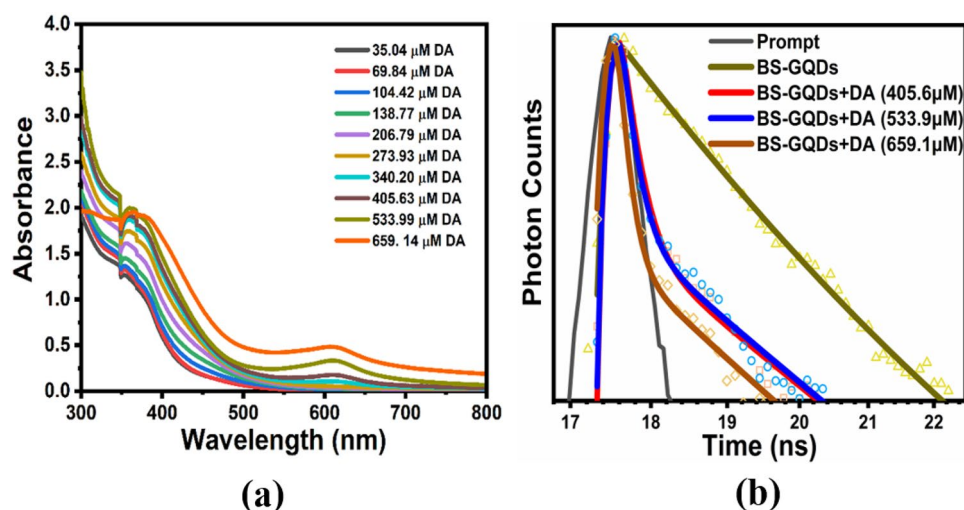 4.0
3.5
3.0
2.5
2.0
1.5
1.0
0.5
0.0
Absorbance
35.04 µM DA
69.84 µM DA
104.42 µM DA
138.77 µM DA
206.79 µM DA
273.93 µM DA
340.20 µM DA
405.63 µM DA
533.99 µM DA
659. 14 µM DA
300 400 500 600 700 800
Wavelength (nm)
(a)
Photon Counts
Prompt
BS-GQDs
BS-GQDs+DA (405.6µM)
BS-GQDs+DA (533.9µM)
BS-GQDs+DA (659.1µM)
17 18 19 20 21 22
Time (ns)
(b)